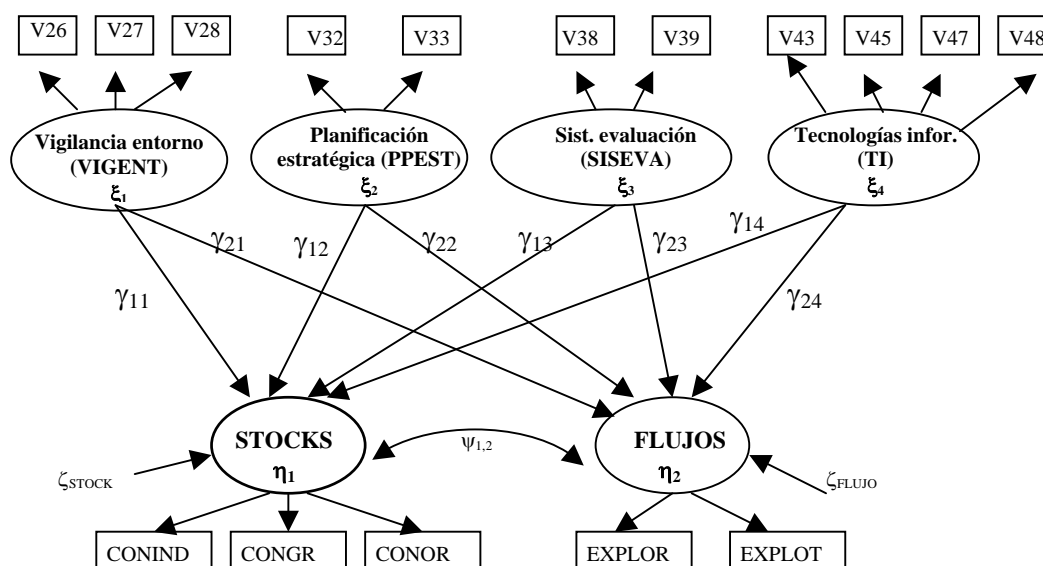 V26 V27 V28 V32 V33 V38 V39 V43 V45 V47 V48
Vigilancia entorno
(VIGENT)
ξ1
Planificación
estratégica (PPEST)
ξ2
Sist. evaluación
(SISEVA)
ξ3
Tecnologías infor.
(TI)
ξ4
γ21 γ12 γ22 γ13 γ23 γ14
γ11 γ24
STOCKS
η1
ψ1,2
FLUJOS
η2
ζSTOCK
ζFLUJO
CONIND CONGR CONOR EXPLOR EXPLOT